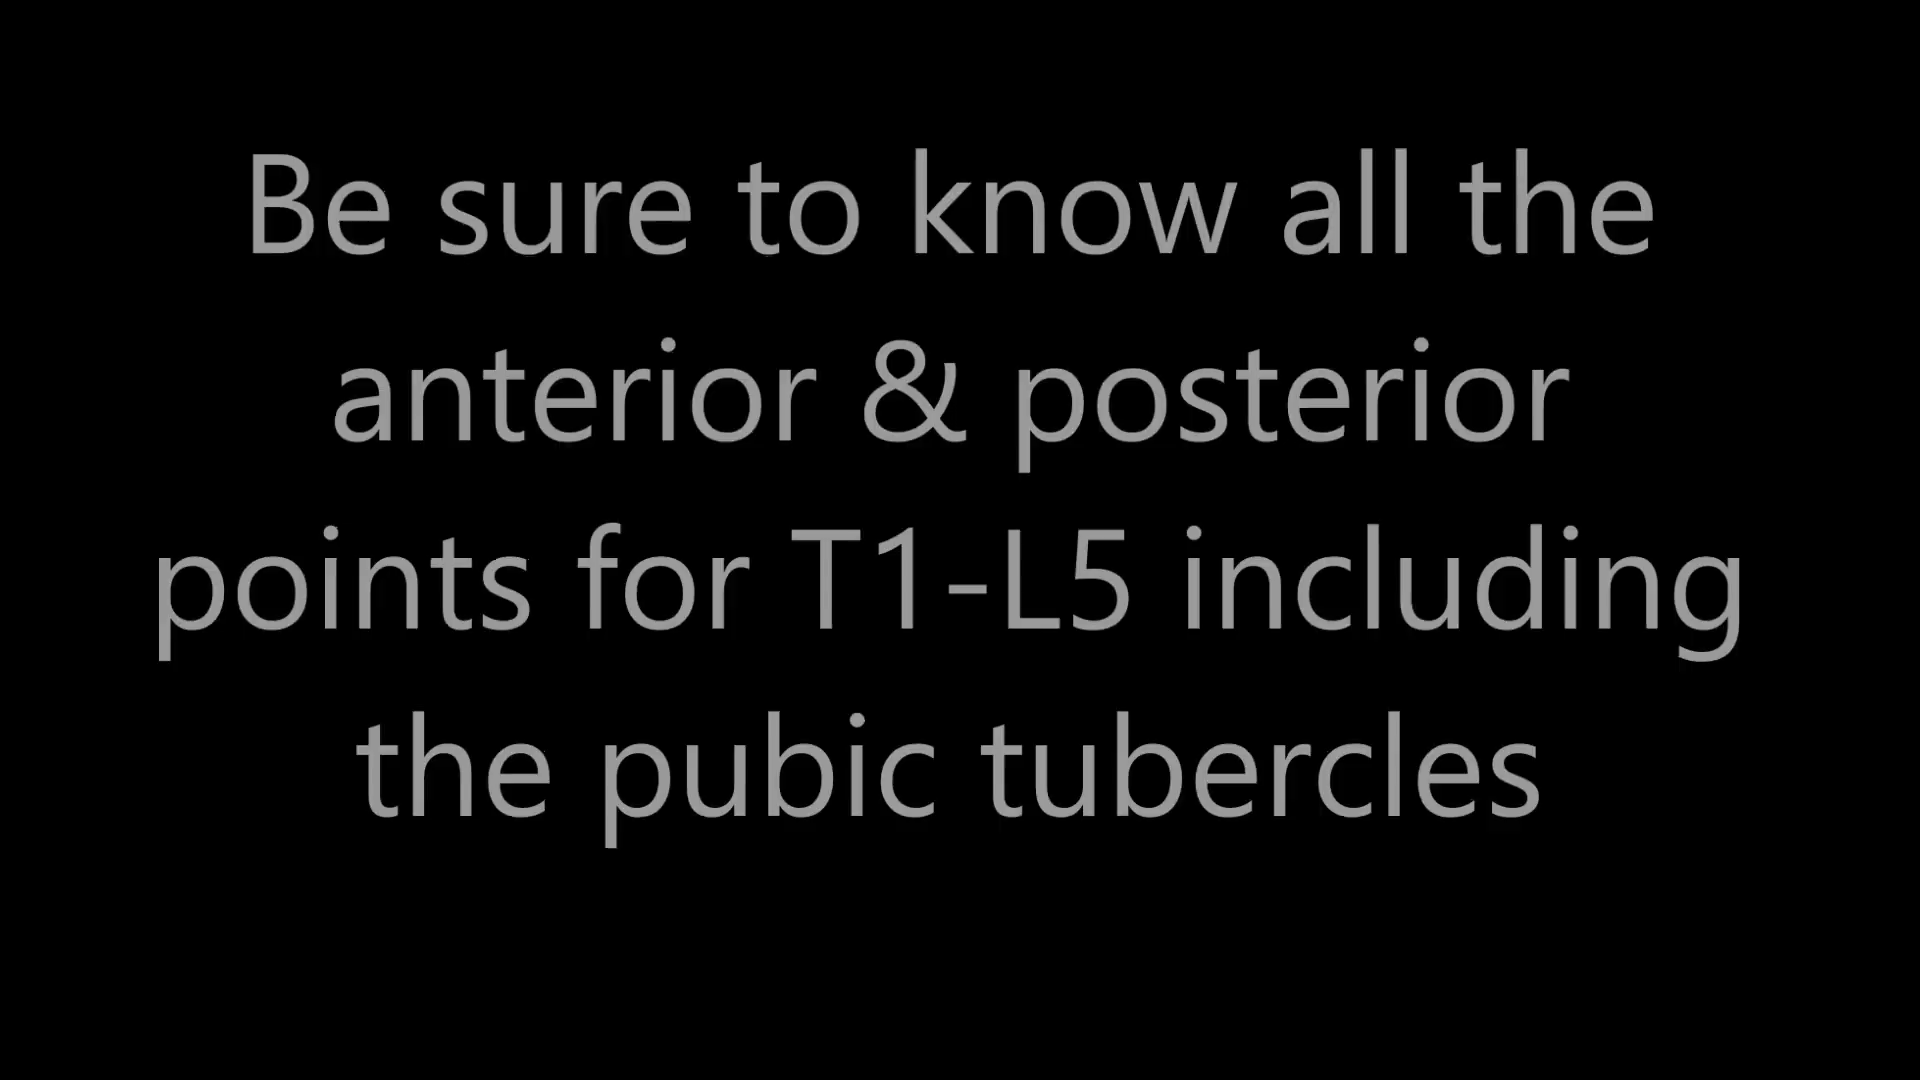 Be sure to know all the
anterior & posterior
points for T1-L5 including
the pubic tubercles